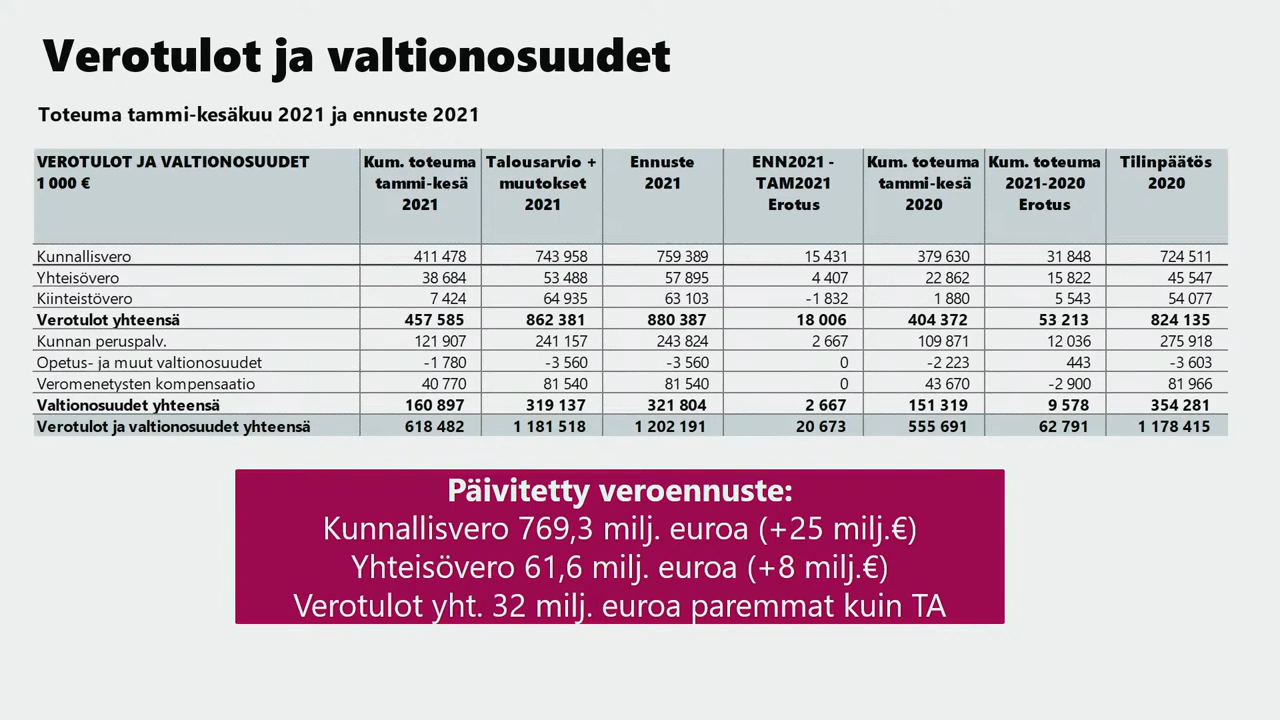 Verotulot ja valtionosuudet
Toteuma tammi-kesäkuu 2021 ja ennuste 2021
VEROTULOT JA VALTIONOSUUDET 1 000 € | Kum. toteuma tammi-kesä 2021 | Talousarvio + muutokset 2021 | Ennuste 2021 | ENN2021 - TAM2021 Erotus | Kum. toteuma tammi-kesä 2020 | Kum. toteuma 2021-2020 Erotus | Tilinpäätös 2020
Kunnallisvero 411 478 743 958 759 389 15 431 379 630 31 848 724 511
Yhteisövero 38 684 53 488 57 895 4 407 22 862 15 822 45 547
Kiinteistövero 7 424 64 935 63 103 -1 832 1 880 5 543 54 077
Verotulot yhteensä 457 585 862 381 880 387 18 006 404 372 53 213 824 135
Kunnan peruspalv. 121 907 241 157 243 824 2 667 109 871 12 036 275 918
Opetus- ja muut valtionosuudet -1 780 -3 560 -3 560 0 -2 223 443 -3 603
Veromenetysten kompensaatio 40 770 81 540 81 540 0 43 670 -2 900 81 966
Valtionosuudet yhteensä 160 897 319 137 321 804 2 667 151 319 9 578 354 281
Verotulot ja valtionosuudet yhteensä 618 482 1 181 518 1 202 191 20 673 555 691 62 791 1 178 415
Päivitetty veroennuste:
Kunnallisvero 769,3 milj. euroa (+25 milj.€)
Yhteisövero 61,6 milj. euroa (+8 milj.€)
Verotulot yht. 32 milj. euroa paremmat kuin TA